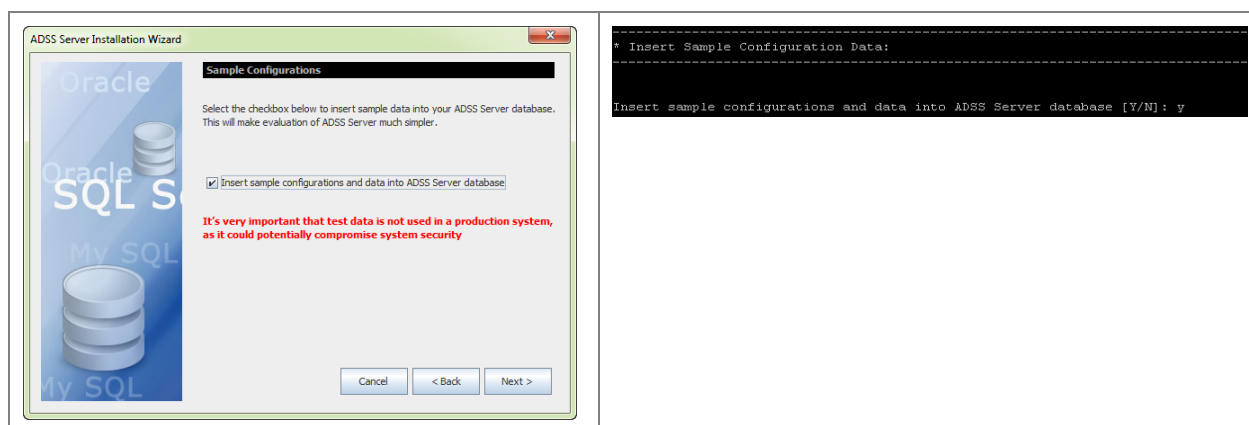 ADSS Server Installation Wizard
Oracle
Oracle
SQL S
My SQL
My SQL
Sample Configurations
Select the checkbox below to insert sample data into your ADSS Server database.
This will make evaluation of ADSS Server much simpler.
Insert sample configurations and data into ADSS Server database
It's very important that test data is not used in a production system,
as it could potentially compromise system security
Cancel
< Back
Next >
* Insert Sample Configuration Data:
Insert sample configurations and data into ADSS Server database [Y/N]: y